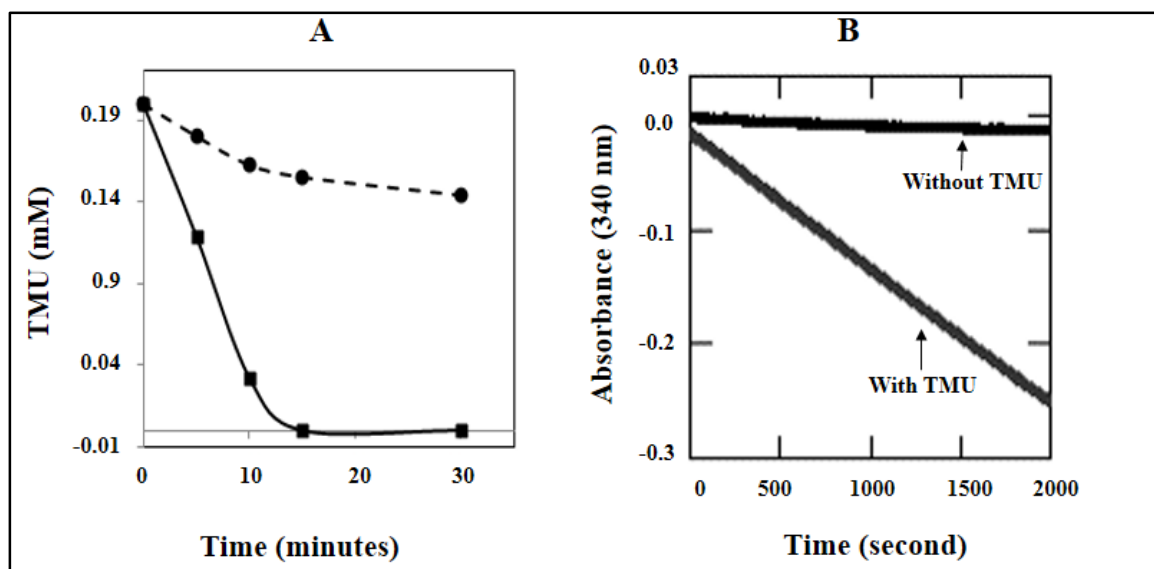 A
TMU (mM)
0.19
0.14
0.9
0.04
-0.01
0
10
20
30
Time (minutes)
B
Absorbance (340 nm)
0.03
0.0
-0.1
-0.2
-0.3
Without TMU
With TMU
0
500
1000
1500
2000
Time (second)